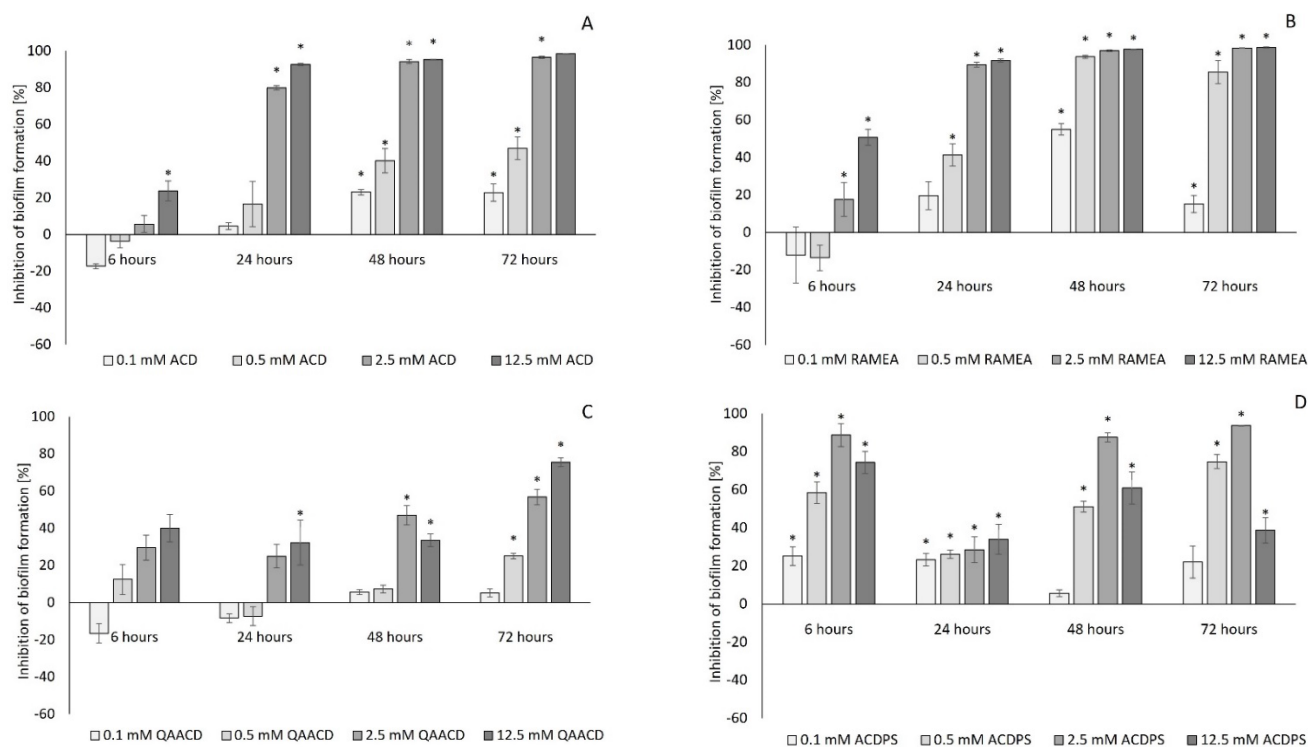 A
Inhibition of biofilm formation [%]
100
80
60
40
20
0
-20
-40
-60
* * * * * * * * * *
6 hours 24 hours 48 hours 72 hours
0.1 mM ACD 0.5 mM ACD 2.5 mM ACD 12.5 mM ACD
B
Inhibition of biofilm formation [%]
100
80
60
40
20
0
-20
-40
-60
* * * * * * * * * * * * *
6 hours 24 hours 48 hours 72 hours
0.1 mM RAMEA 0.5 mM RAMEA 2.5 mM RAMEA 12.5 mM RAMEA
C
Inhibition of biofilm formation [%]
100
80
60
40
20
0
-20
-40
-60
* * * * * *
6 hours 24 hours 48 hours 72 hours
0.1 mM QAACD 0.5 mM QAACD 2.5 mM QAACD 12.5 mM QAACD
D
Inhibition of biofilm formation [%]
100
80
60
40
20
0
-20
-40
-60
* * * * * * * * * * * * * *
6 hours 24 hours 48 hours 72 hours
0.1 mM ACDPS 0.5 mM ACDPS 2.5 mM ACDPS 12.5 mM ACDPS